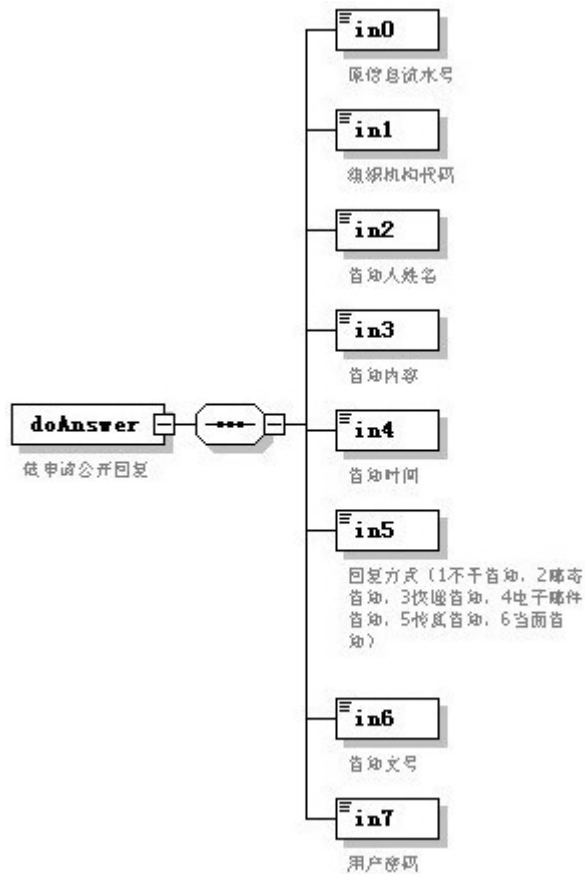 in0
原信息流水号
in1
组织机构代码
in2
告知人姓名
in3
告知内容
doAnswer
依申请公开回复
in4
告知时间
in5
回复方式（1不予告知，2邮寄
告知，3快递告知，4电子邮件
告知，5传真告知，6当面告
知）
in6
告知文号
in7
用户密码